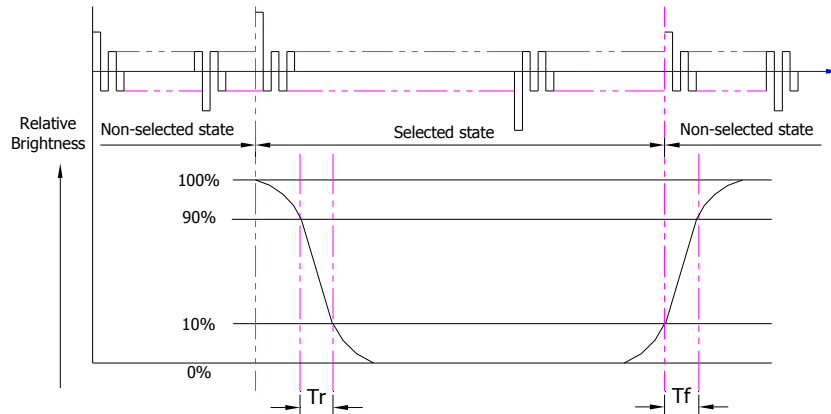 Non-selected state
Selected state
Non-selected state
Relative
Brightness
100%
90%
10%
0%
Tr
Tf